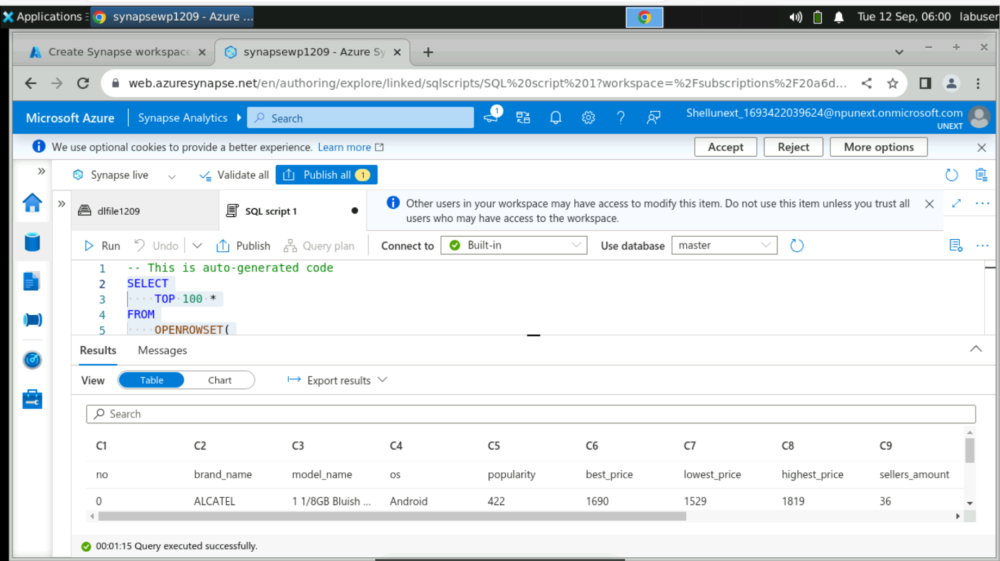 Applications
synapsewp1209 - Azure ...
Tue 12 Sep, 06:00 labuser
Create Synapse workspace
synapsewp1209 - Azure Sy
web.azuresynapse.net/en/authoring/explore/linked/sqlscripts/SQL%20script%201?workspace=%2Fsubscriptions%2F20a6d...
Microsoft Azure
Synapse Analytics
Search
1
Shellunext_1693422039624@npunext.onmicrosoft.com
UNEXT
We use optional cookies to provide a better experience. Learn more
Accept
Reject
More options
Synapse live
Validate all
Publish all 1
dlfile1209
SQL script 1
Other users in your workspace may have access to modify this item. Do not use this item unless you trust all
users who may have access to the workspace.
Run
Undo
Publish
Query plan
Connect to
Built-in
Use database
master
1 -- This is auto-generated code
2 SELECT
3 TOP 100 *
4 FROM
5 OPENROWSET(
Results
Messages
View
Table
Chart
Export results
Search
C1 C2 C3 C4 C5 C6 C7 C8 C9
no brand_name model_name os popularity best_price lowest_price highest_price sellers_amount
0 ALCATEL 1 1/8GB Bluish ... Android 422 1690 1529 1819 36
00:01:15 Query executed successfully.